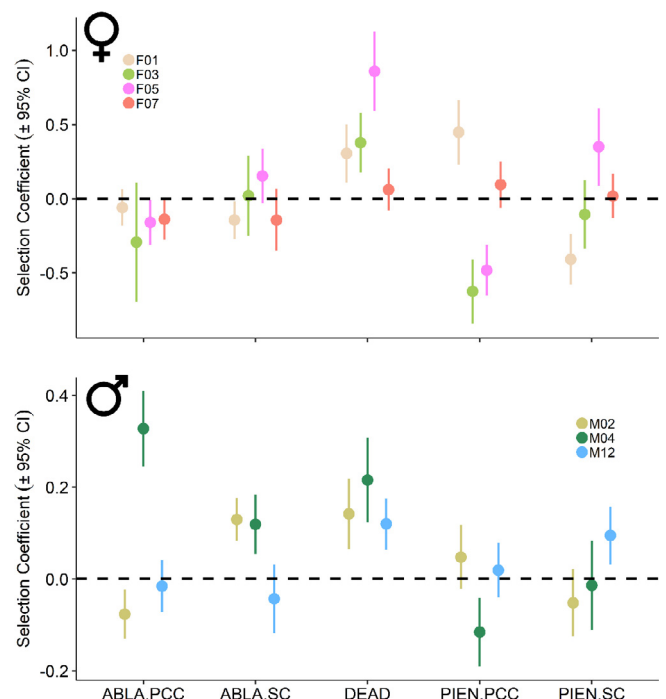 1.0
0.5
0.0
-0.5
Selection Coefficient (± 95% CI)
F01
F03
F05
F07
0.4
0.2
0.0
-0.2
Selection Coefficient (± 95% CI)
M02
M04
M12
ABLA.PCC ABLA.SC DEAD PIEN.PCC PIEN.SC